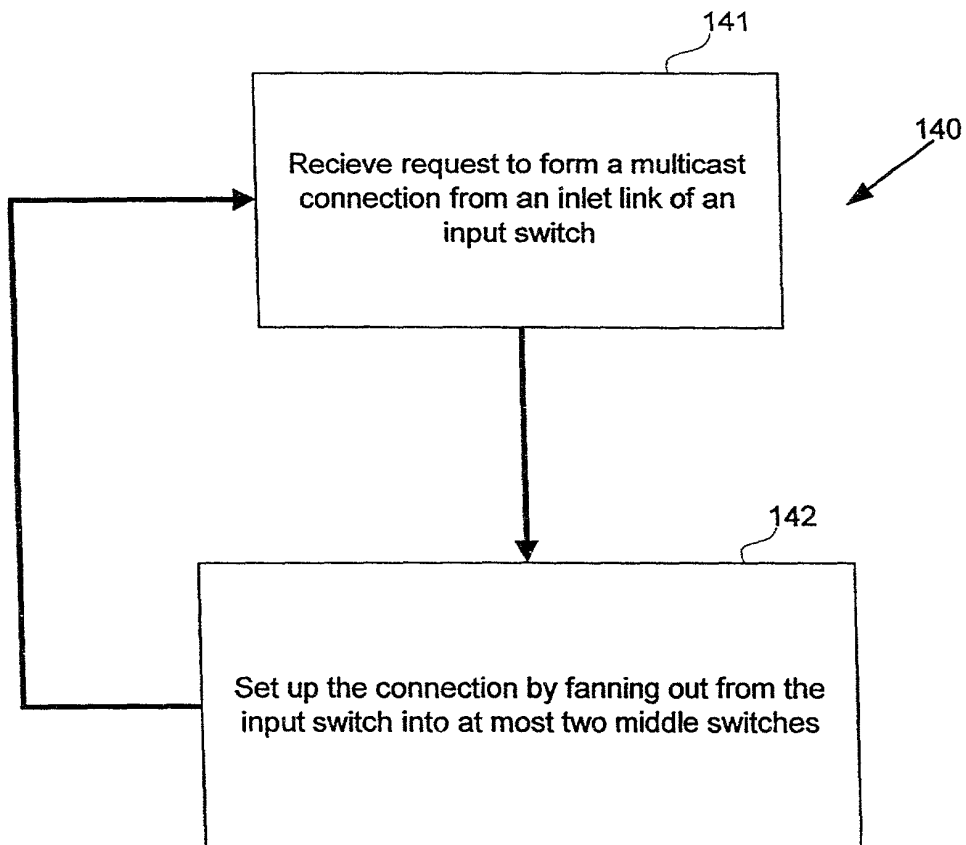 141
140
Recieve request to form a multicast
connection from an inlet link of an
input switch
142
Set up the connection by fanning out from the
input switch into at most two middle switches